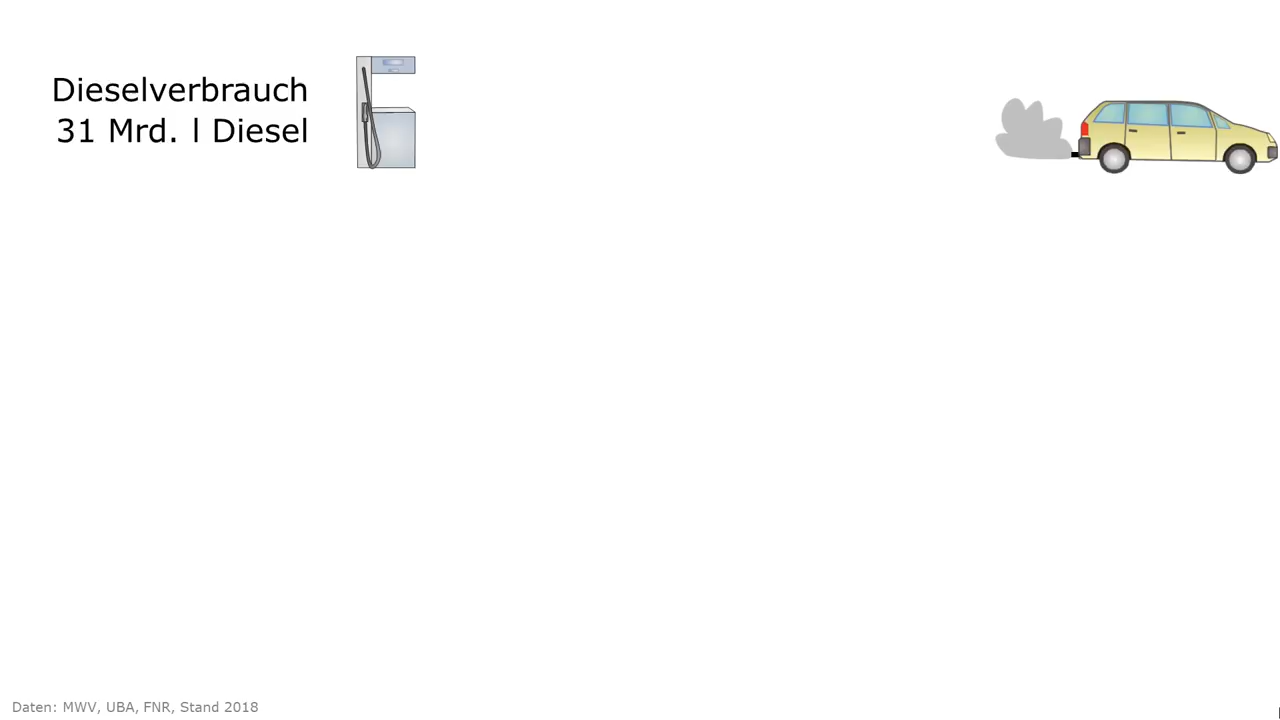 Dieselverbrauch
31 Mrd. l Diesel
Daten: MWV, UBA, FNR, Stand 2018